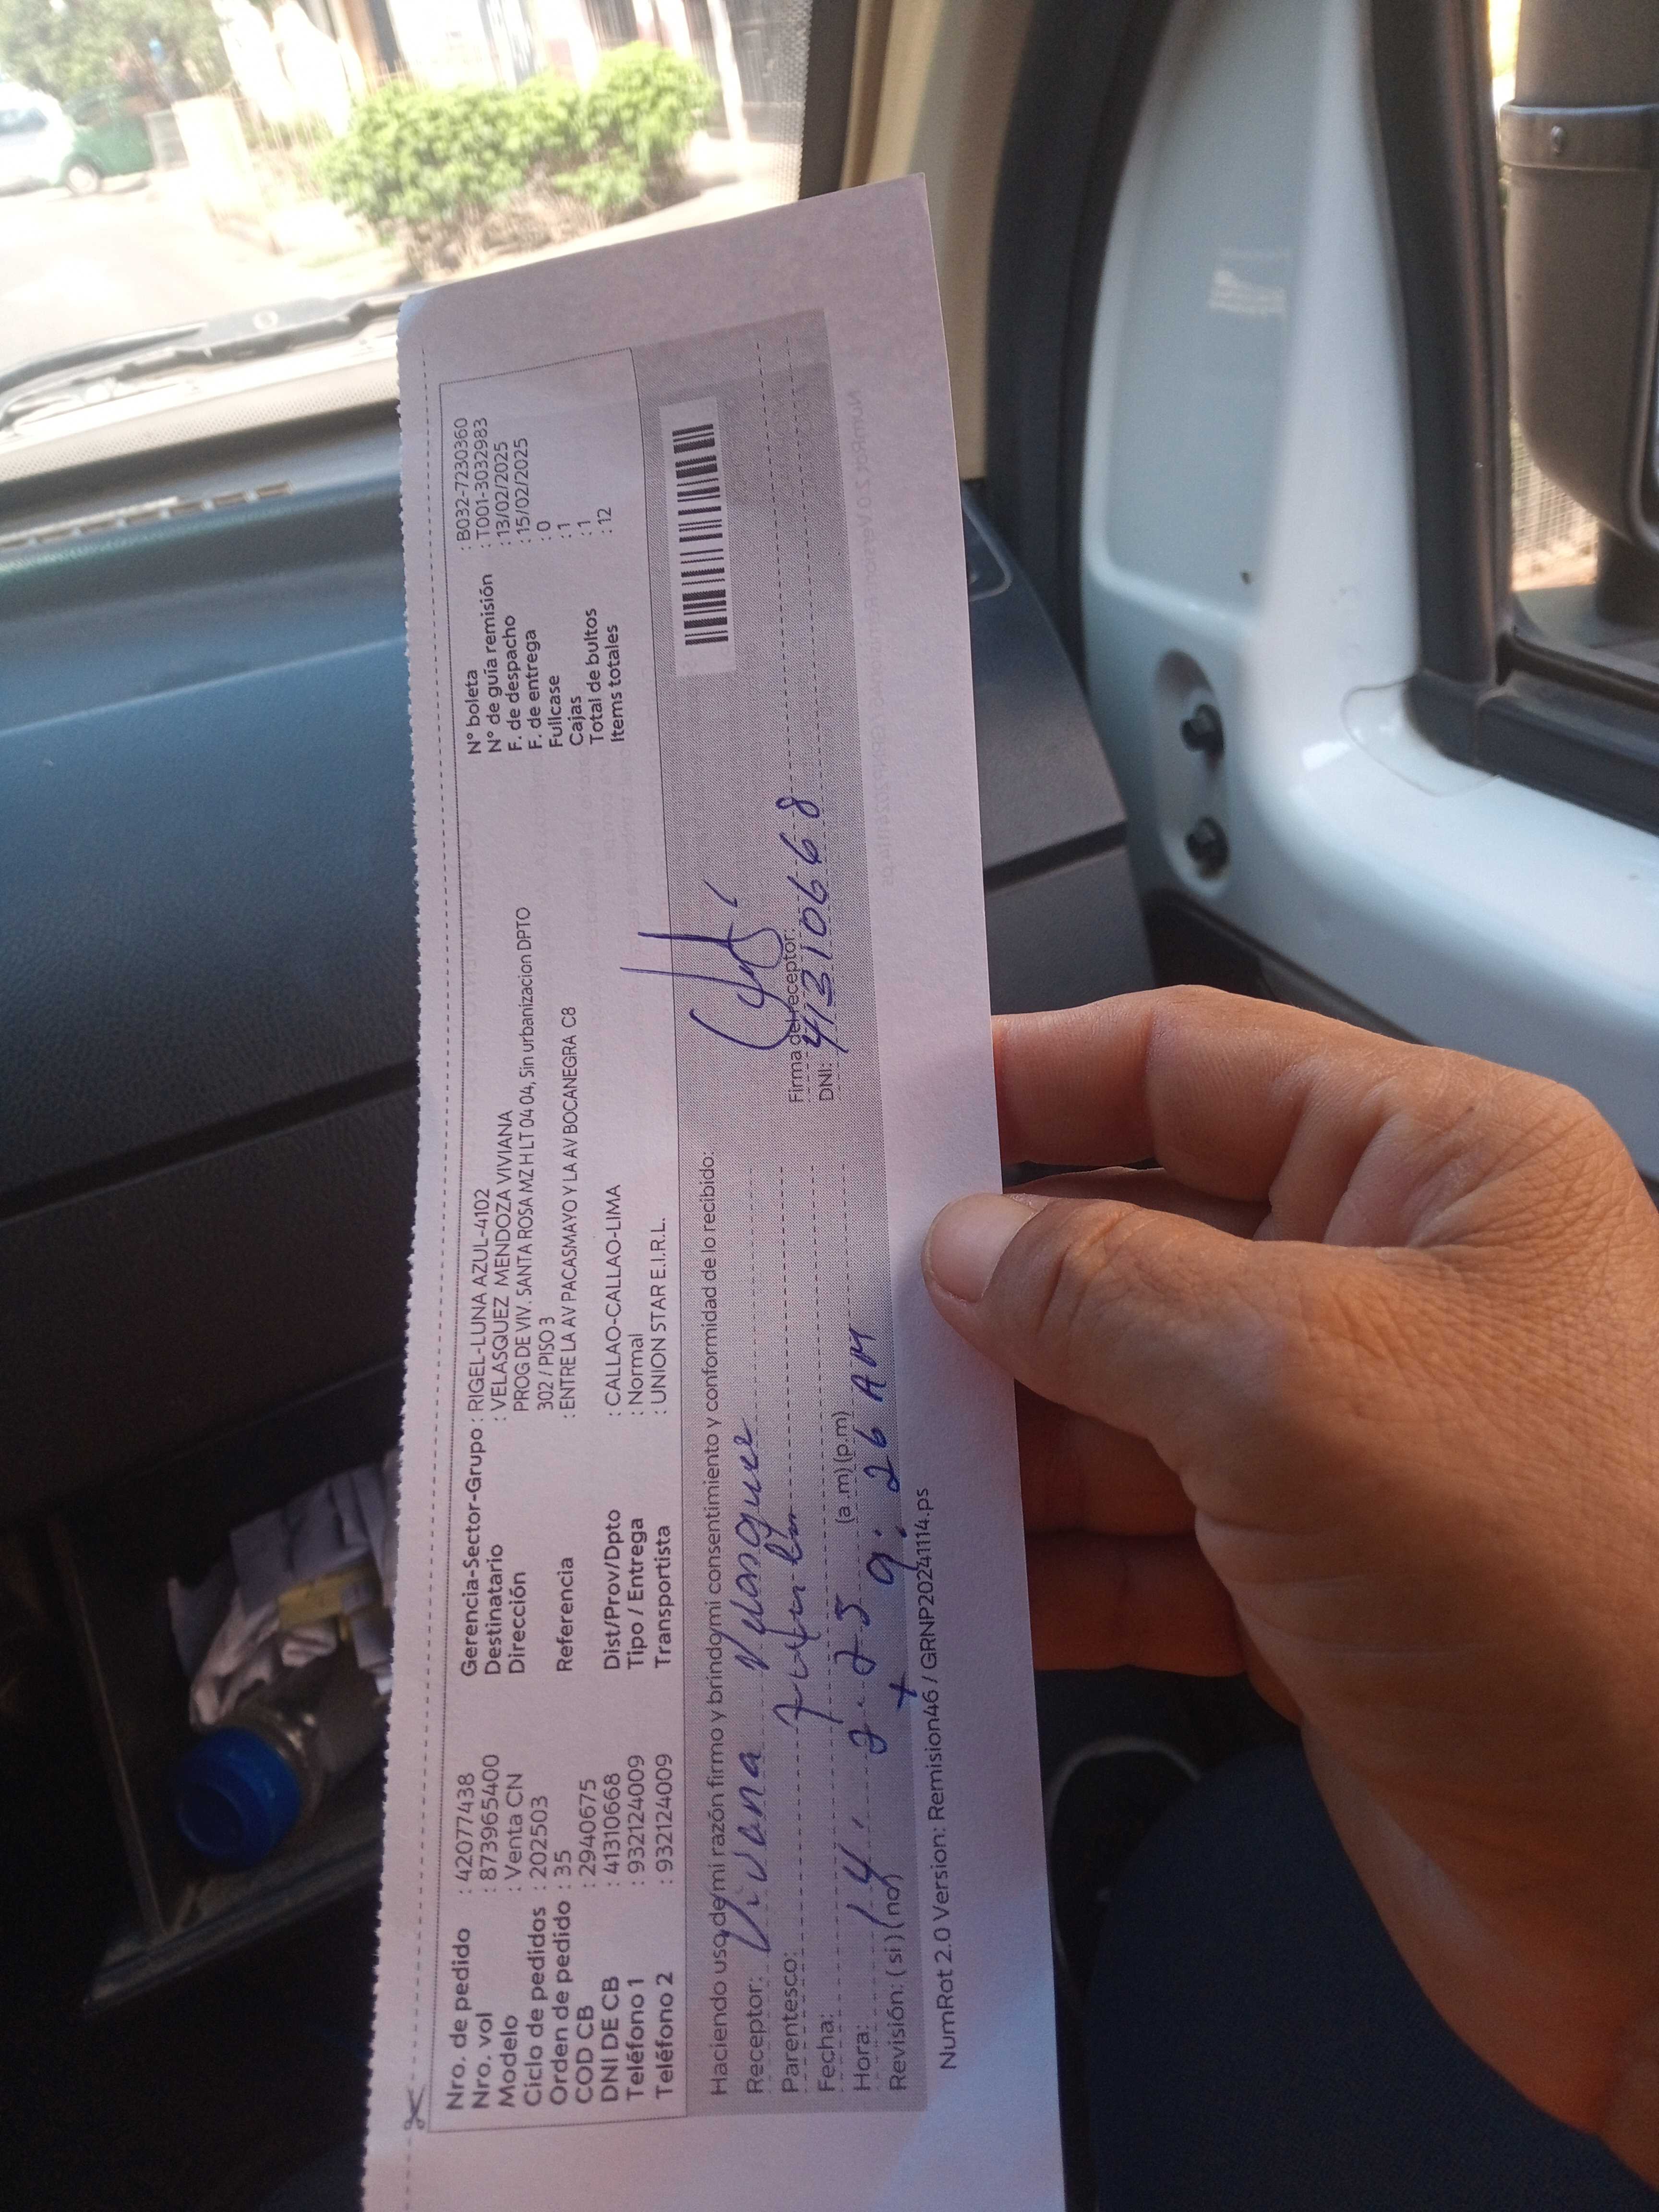 Nro. de pedido : 42077438
Nro. vol : 873965400
Modelo : Venta CN
Ciclo de pedidos : 202503
Orden de pedido : 35
COD CB : 2940675
DNI DE CB : 41310668
Teléfono 1 : 932124009
Teléfono 2 : 932124009
Gerencia-Sector-Grupo : RIGEL-LUNA AZUL-4102
Destinatario : VELASQUEZ MENDOZA VIVIANA
Dirección PROG DE VIV. SANTA ROSA MZ H LT 04 04, Sin urbanizacion DPTO
302 / PISO 3
Referencia : ENTRE LA AV PACASMAYO Y LA AV BOCANEGRA C8
Dist/Prov/Dpto : CALLAO-CALLAO-LIMA
Tipo / Entrega : Normal
Transportista : UNION STAR E.I.R.L.
N° boleta : B032-7230360
N° de guía remisión : T001-3032983
F. de despacho : 13/02/2025
F. de entrega : 15/02/2025
Fullcase : 0
Cajas : 1
Total de bultos : 1
Items totales : 12
Haciendo uso de mi razón firmo y brindo mi consentimiento y conformidad de lo recibido:
Receptor: Viviana Velasquez
Parentesco:
Fecha:
Hora: 14. 2. 25 (a.m) (p.m)
Revisión: (si) (no) 9: 26 AM
Firma del receptor:
DNI: 41310668
NumRot 2.0 Version: Remision46 / GRNP20241114.ps